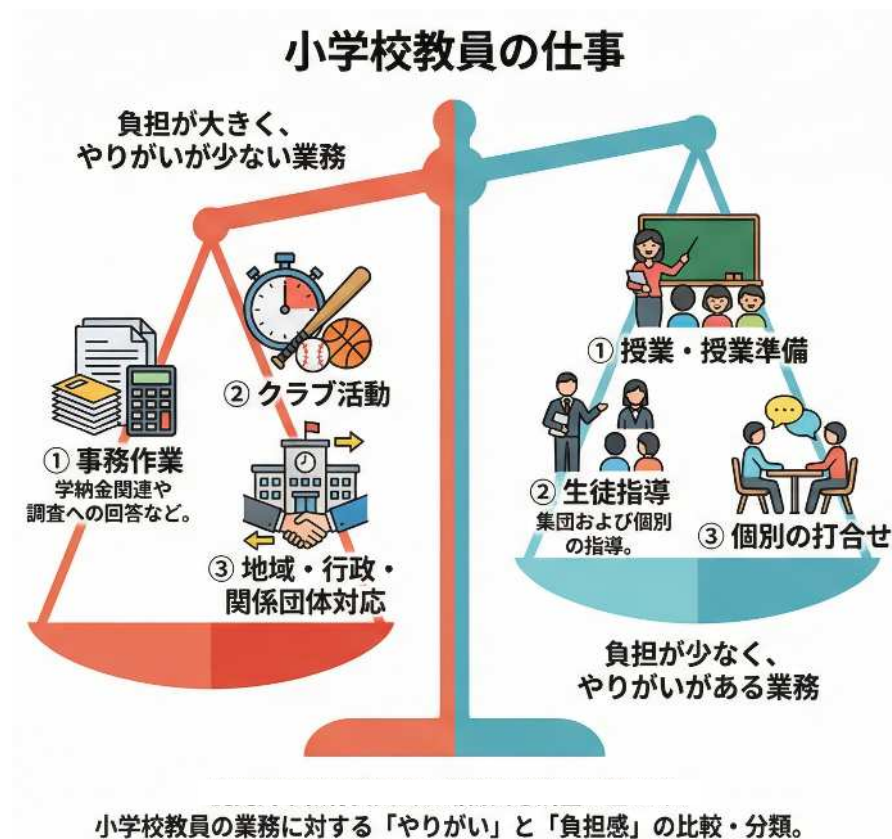 小学校教員の仕事
負担が大きく、
やりがいが少ない業務
① 事務作業
学納金関連や
調査への回答など。
② クラブ活動
③ 地域・行政・
関係団体対応
① 授業・授業準備
② 生徒指導
集団および個別
の指導。
③ 個別の打合せ
負担が少なく、
やりがいがある業務
小学校教員の業務に対する「やりがい」と「負担感」の比較・分類。